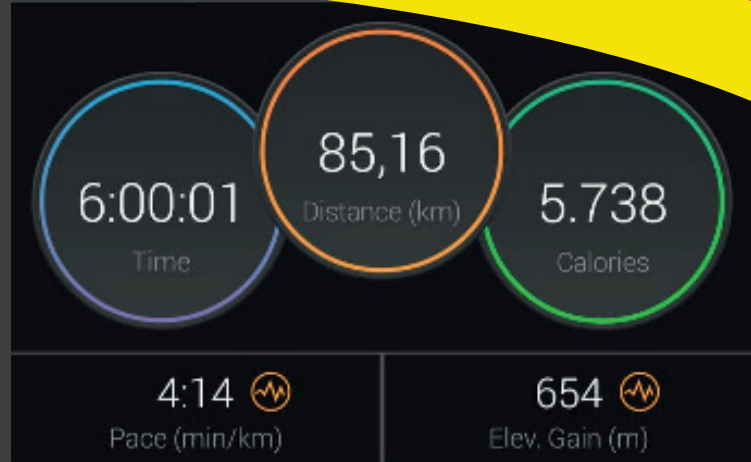 85,16
Distance (km)
6:00:01
Time
5.738
Calories
4:14
Pace (min/km)
654
Elev. Gain (m)